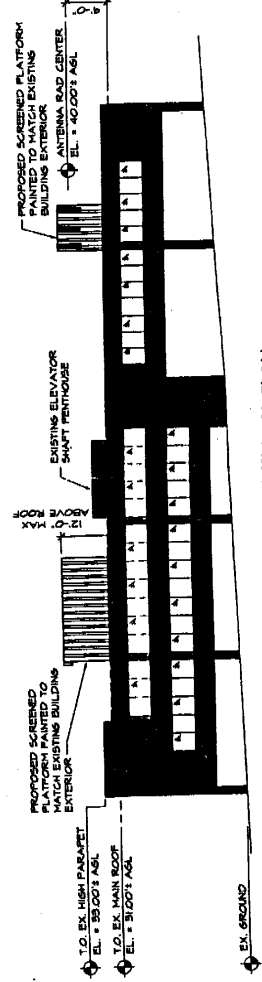 PROPOSED SCREENED
PLATFORM PAINTED TO
MATCH EXISTING BUILDING
EXTERIOR
12'-0" MAX
ABOVE ROOF
EXISTING ELEVATOR
SHAFT PENTHOUSE
PROPOSED SCREENED PLATFORM
PAINTED TO MATCH EXISTING
BUILDING EXTERIOR
ANTENNA RAD CENTER
EL. = 40.00'± AGL
T.O. EX. HIGH PARAPET
EL. = AGL
T.O. EX. MAIN ROOF
EL. = 31.00'± AGL
EX. GROUND